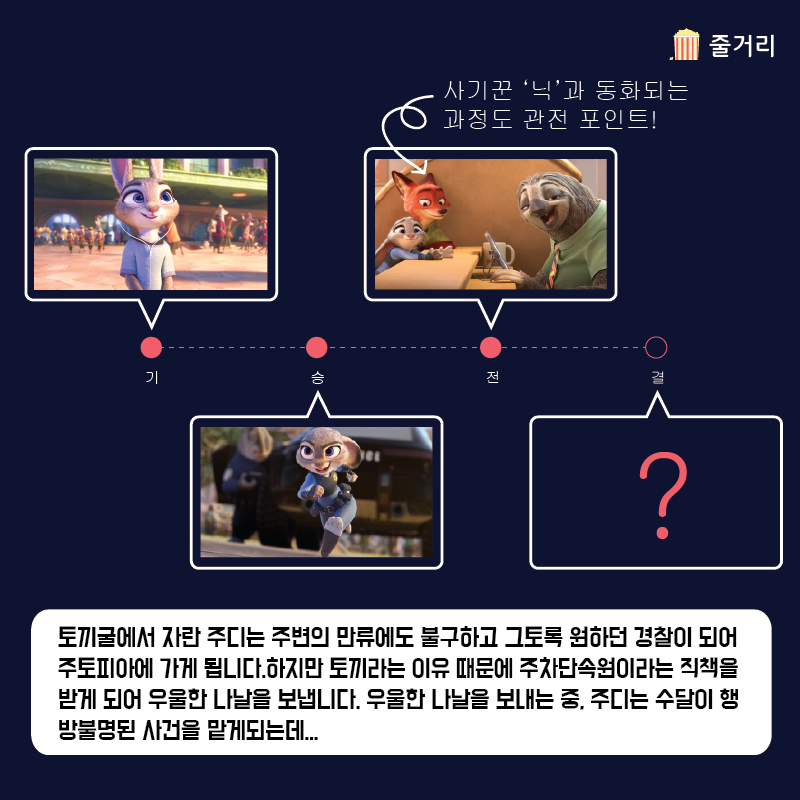 줄거리
사기꾼 ‘닉’과 동화되는
과정도 관전 포인트!
기
승
전
결
?
토끼굴에서 자란 주디는 주변의 만류에도 불구하고 그토록 원하던 경찰이 되어
주토피아에 가게 됩니다.하지만 토끼라는 이유 때문에 주차단속원이라는 직책을
받게 되어 우울한 나날을 보냅니다. 우울한 나날을 보내는 중, 주디는 수달이 행
방불명된 사건을 맡게되는데...